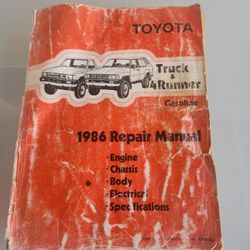 TOYOTA
Truck
&
4Runner
Gasoline
1986 Repair Manual
• Engine
• Chassis
• Body
• Electrical
• Specifications